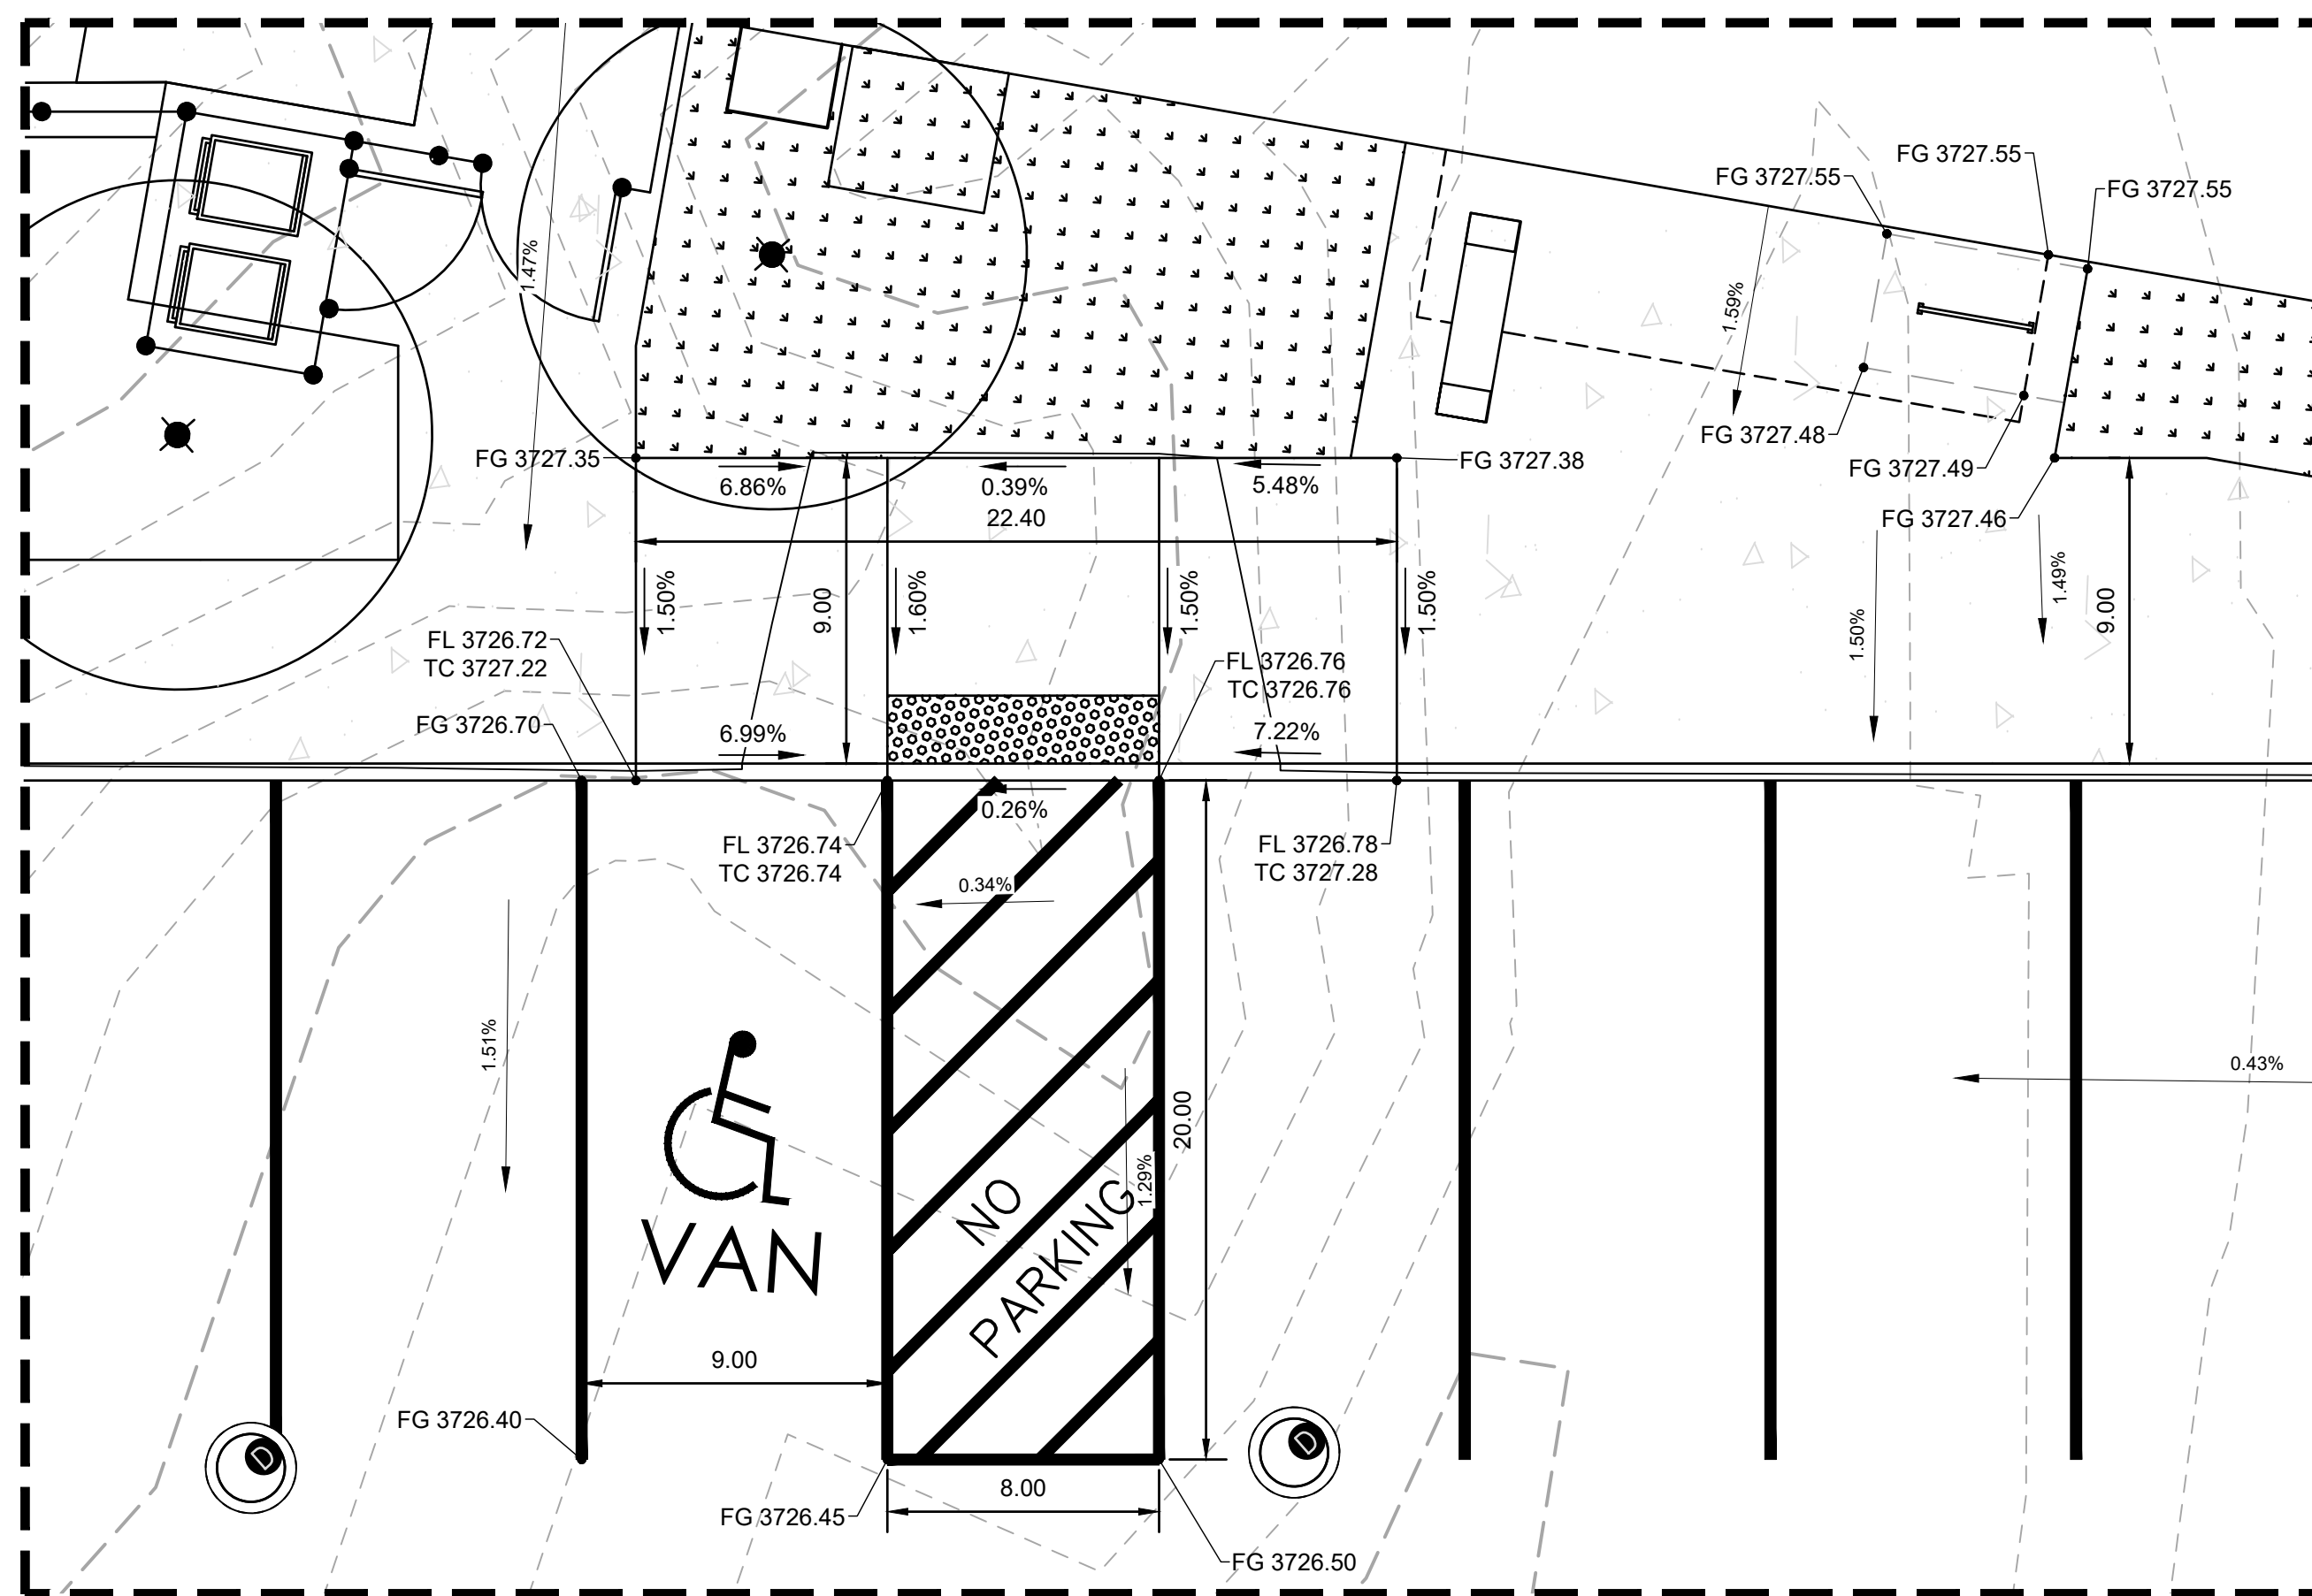 FG 3727.55
FG 3727.55
FG 3727.55
1.47%
1.59%
FG 3727.48
FG 3727.35
FG 3727.38
FG 3727.49
6.86%
0.39%
5.48%
22.40
FG 3727.46
1.50%
9.00
1.60%
1.50%
1.50%
1.50%
1.49%
9.00
FL 3726.72
TC 3727.22
FL 3726.76
TC 3726.76
FG 3726.70
6.99%
7.22%
0.26%
FL 3726.74
TC 3726.74
FL 3726.78
TC 3727.28
0.34%
1.51%
0.43%
20.00
1.29%
NO
PARKING
VAN
9.00
FG 3726.40
D
D
8.00
FG 3726.45
FG 3726.50